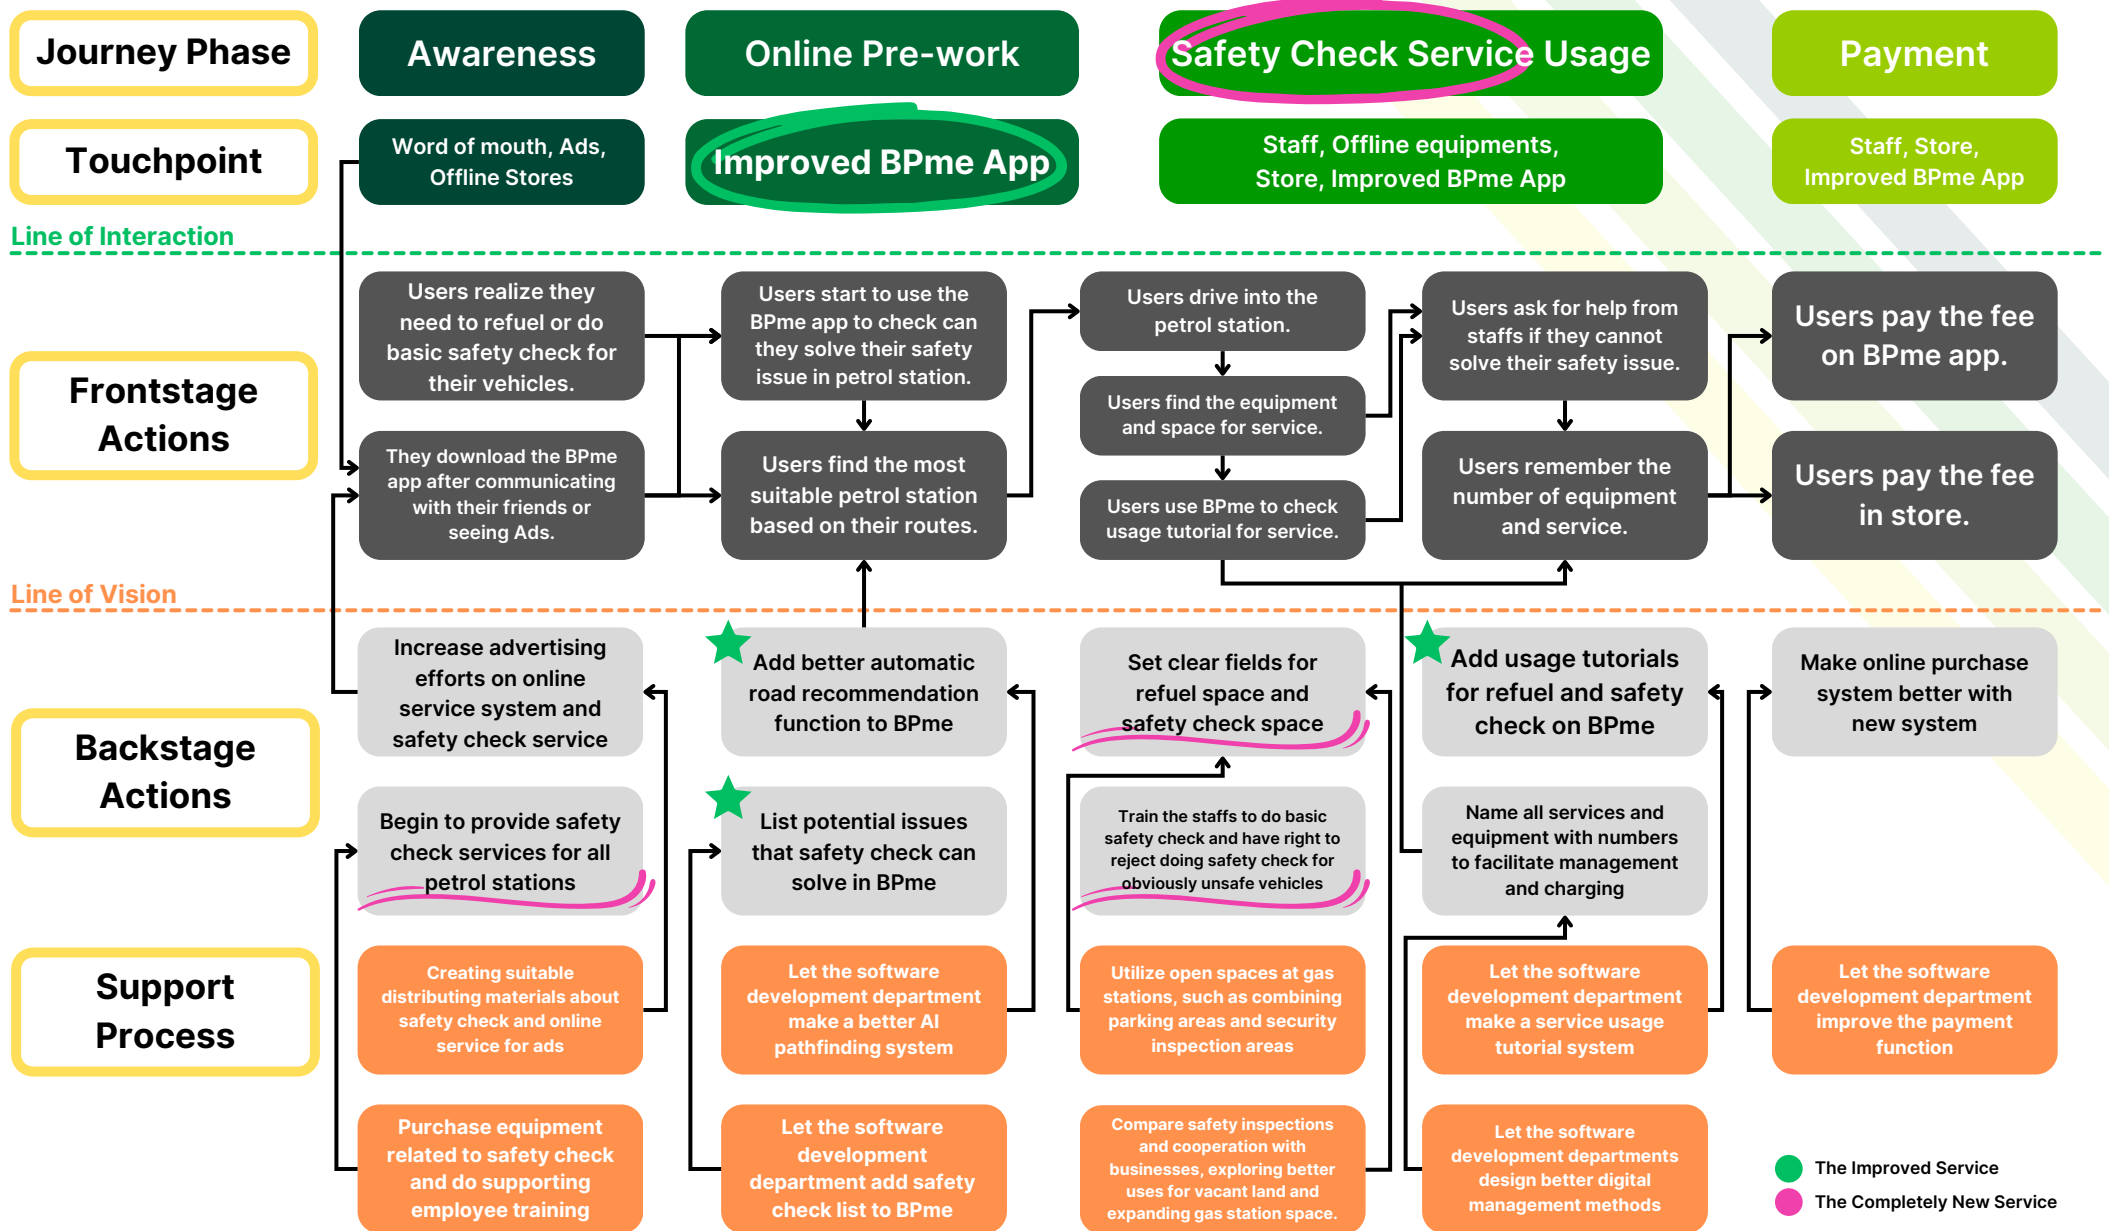 Journey Phase
Awareness
Online Pre-work
Safety Check Service Usage
Payment
Touchpoint
Word of mouth, Ads,
Offline Stores
Improved BPme App
Staff, Offline equipments,
Store, Improved BPme App
Staff, Store,
Improved BPme App
Line of Interaction
Frontstage
Actions
Users realize they
need to refuel or do
basic safety check for
their vehicles.
Users start to use the
BPme app to check can
they solve their safety
issue in petrol station.
Users drive into the
petrol station.
Users find the equipment
and space for service.
Users ask for help from
staffs if they cannot
solve their safety issue.
Users pay the fee
on BPme app.
They download the BPme
app after communicating
with their friends or
seeing Ads.
Users find the most
suitable petrol station
based on their routes.
Users use BPme to check
usage tutorial for service.
Users remember the
number of equipment
and service.
Users pay the fee
in store.
Line of Vision
Backstage
Actions
Increase advertising
efforts on online
service system and
safety check service
Add better automatic
road recommendation
function to BPme
Set clear fields for
refuel space and
safety check space
Add usage tutorials
for refuel and safety
check on BPme
Make online purchase
system better with
new system
Begin to provide safety
check services for all
petrol stations
List potential issues
that safety check can
solve in BPme
Train the staffs to do basic
safety check and have right to
reject doing safety check for
obviously unsafe vehicles
Name all services and
equipment with numbers
to facilitate management
and charging
Support
Process
Creating suitable
distributing materials about
safety check and online
service for ads
Let the software
development department
make a better AI
pathfinding system
Utilize open spaces at gas
stations, such as combining
parking areas and security
inspection areas
Let the software
development department
make a service usage
tutorial system
Let the software
development department
improve the payment
function
Purchase equipment
related to safety check
and do supporting
employee training
Let the software
development
department add safety
check list to BPme
Compare safety inspections
and cooperation with
businesses, exploring better
uses for vacant land and
expanding gas station space.
Let the software
development departments
design better digital
management methods
The Improved Service
The Completely New Service